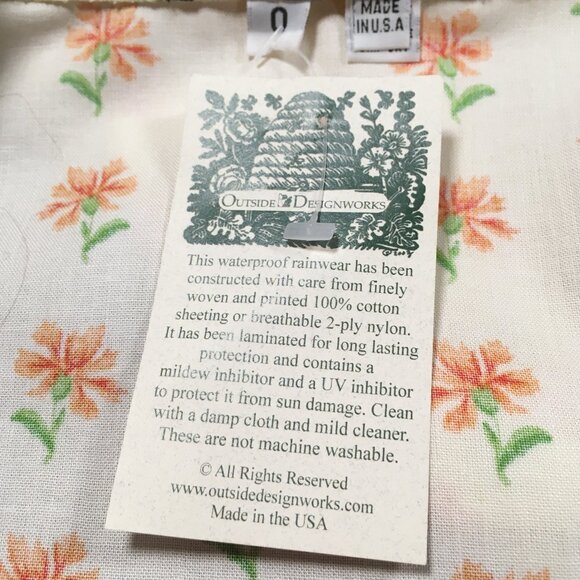 0
MADE
IN U.S.A
OUTSIDE DESIGNWORKS
This waterproof rainwear has been
constructed with care from finely
woven and printed 100% cotton
sheeting or breathable 2-ply nylon.
It has been laminated for long lasting
protection and contains a
mildew inhibitor and a UV inhibitor
to protect it from sun damage. Clean
with a damp cloth and mild cleaner.
These are not machine washable.
© All Rights Reserved
www.outsidedesignworks.com
Made in the USA